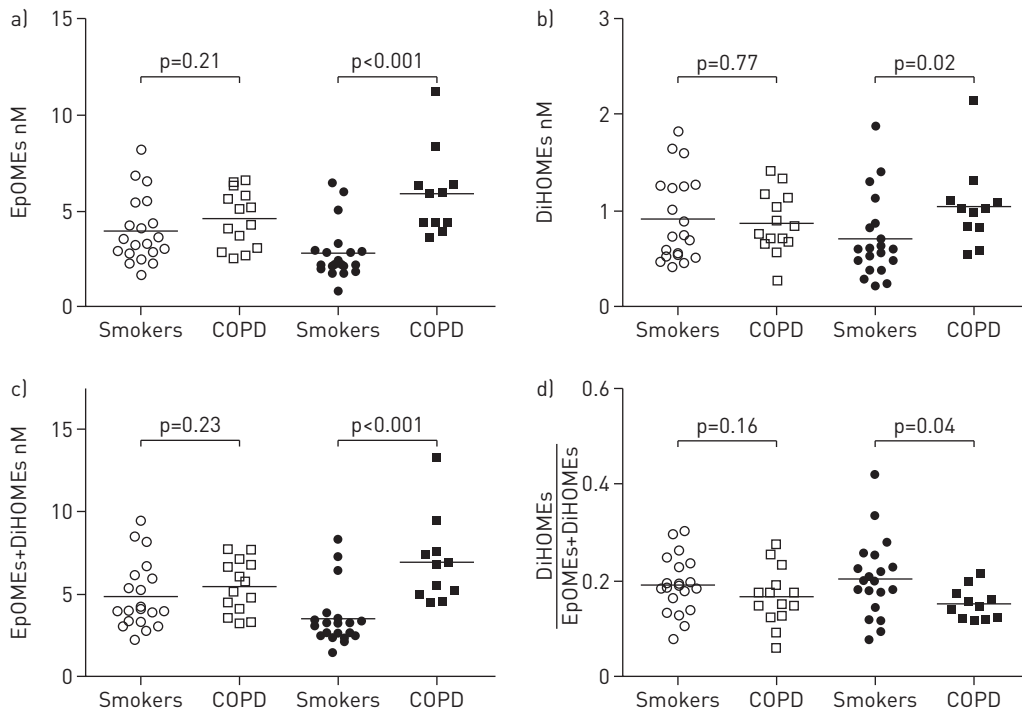 a)
EpOMEs nM
15
10
5
0
p=0.21
p<0.001
Smokers
COPD
Smokers
COPD
b)
DiHOMEs nM
3
2
1
0
p=0.77
p=0.02
Smokers
COPD
Smokers
COPD
c)
EpOMEs+DiHOMEs nM
15
10
5
0
p=0.23
p<0.001
Smokers
COPD
Smokers
COPD
d)
DiHOMEs
EpOMEs+DiHOMEs
0.6
0.4
0.2
0
p=0.16
p=0.04
Smokers
COPD
Smokers
COPD